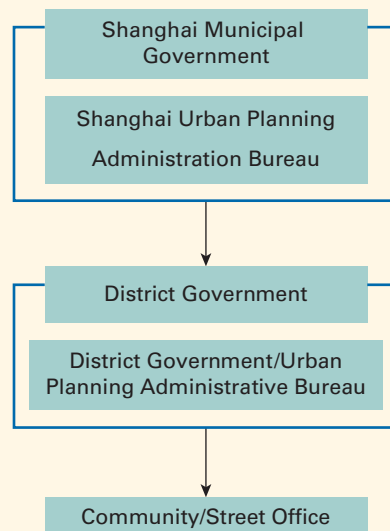 Shanghai Municipal
Government
Shanghai Urban Planning
Administration Bureau
District Government
District Government/Urban
Planning Administrative Bureau
Community/Street Office